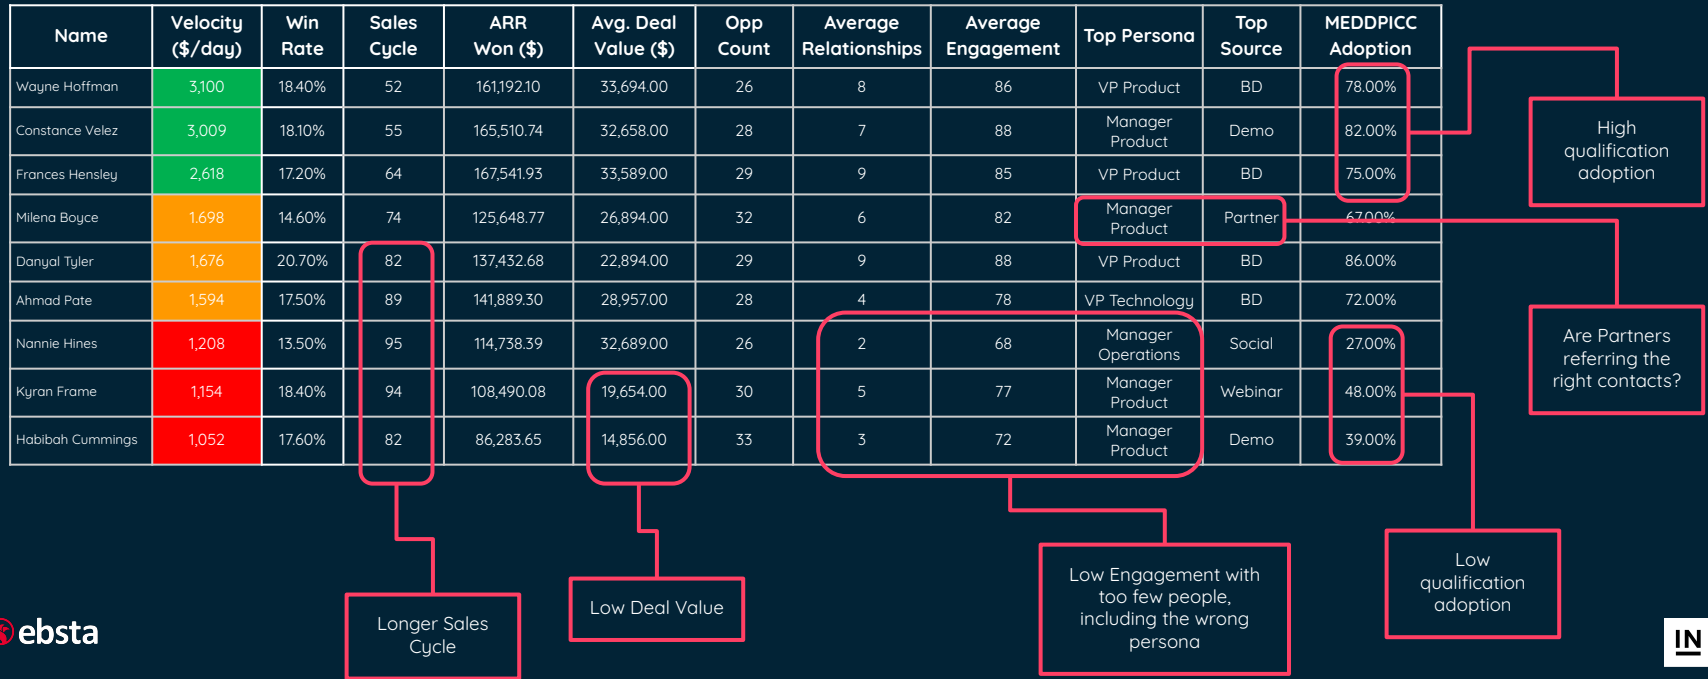 Name Velocity ($/day) Win Rate Sales Cycle ARR Won ($) Avg. Deal Value ($) Opp Count Average Relationships Average Engagement Top Persona Top Source MEDDPICC Adoption
Wayne Hoffman 3,100 18.40% 52 161,192.10 33,694.00 26 8 86 VP Product BD 78.00%
Constance Velez 3,009 18.10% 55 165,510.74 32,658.00 28 7 88 Manager Product Demo 82.00%
Frances Hensley 2,618 17.20% 64 167,541.93 33,589.00 29 9 85 VP Product BD 75.00%
Milena Boyce 1.698 14.60% 74 125,648.77 26,894.00 32 6 82 Manager Product Partner 67.00%
Danyal Tyler 1,676 20.70% 82 137,432.68 22,894.00 29 9 88 VP Product BD 86.00%
Ahmad Pate 1,594 17.50% 89 141,889.30 28,957.00 28 4 78 VP Technology BD 72.00%
Nannie Hines 1,208 13.50% 95 114,738.39 32,689.00 26 2 68 Manager Operations Social 27.00%
Kyran Frame 1,154 18.40% 94 108,490.08 19,654.00 30 5 77 Manager Product Webinar 48.00%
Habibah Cummings 1,052 17.60% 82 86,283.65 14,856.00 33 3 72 Manager Product Demo 39.00%
High
qualification
adoption
Are Partners
referring the
right contacts?
Low
qualification
adoption
Low Engagement with
too few people,
including the wrong
persona
Low Deal Value
Longer Sales
Cycle
ebsta
IN